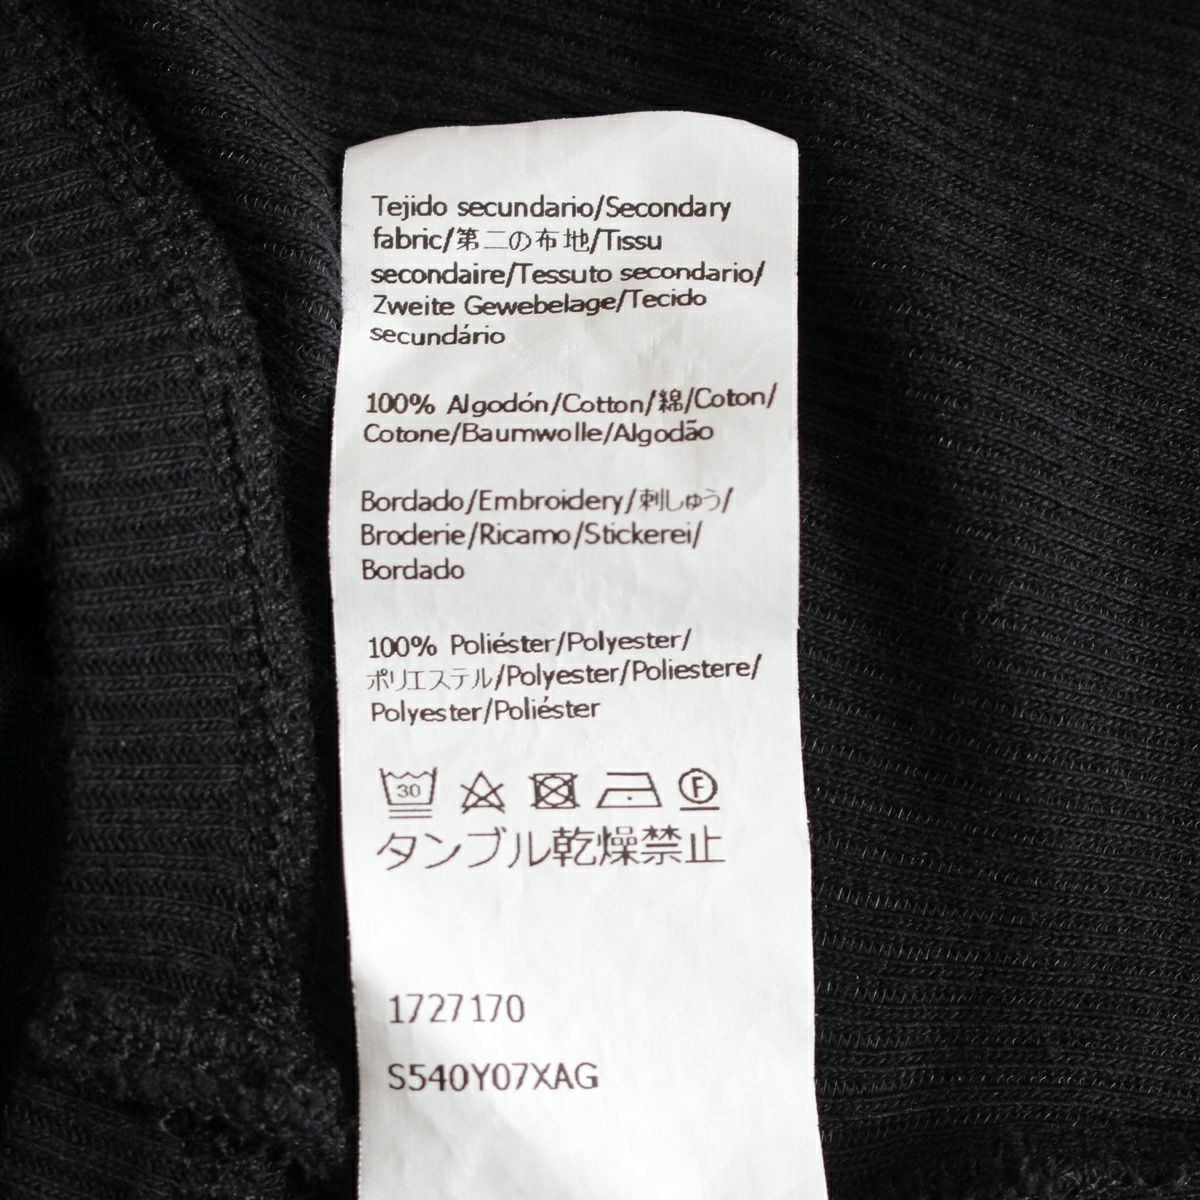 Tejido secundario/Secondary
fabric/第二の布地/Tissu
secondaire/Tessuto secondario/
Zweite Gewebelage/Tecido
secundário
100% Algodón/Cotton/綿/Coton/
Cotone/Baumwolle/Algodão
Bordado/Embroidery/刺しゅう/
Broderie/Ricamo/Stickerei/
Bordado
100% Poliéster/Polyester/
ポリエステル/Polyester/Poliestere/
Polyester/Poliéster
30 F
タンブル乾燥禁止
1727170
S540Y07XAG